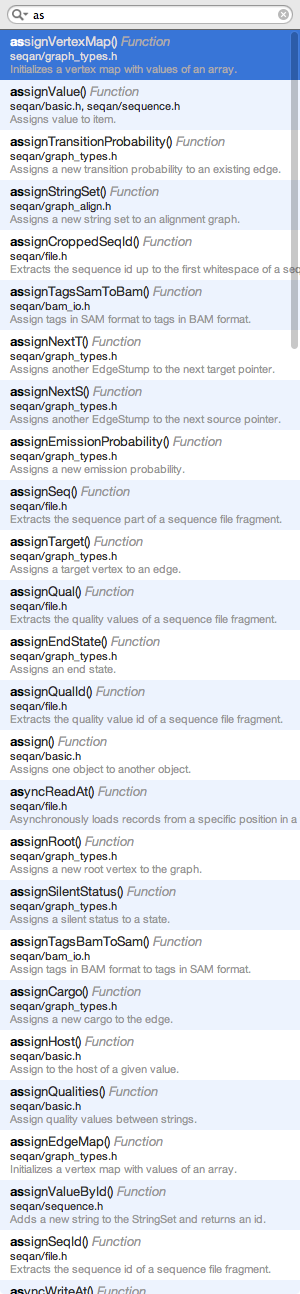 as
assignVertexMap() Function
seqan/graph_types.h
Initializes a vertex map with values of an array.
assignValue() Function
seqan/basic.h, seqan/sequence.h
Assigns value to item.
assignTransitionProbability() Function
seqan/graph_types.h
Assigns a new transition probability to an existing edge.
assignStringSet() Function
seqan/graph_align.h
Assigns a new string set to an alignment graph.
assignCroppedSeqId() Function
seqan/file.h
Extracts the sequence id up to the first whitespace of a sec
assignTagsSamToBam() Function
seqan/bam_io.h
Assign tags in SAM format to tags in BAM format.
assignNextT() Function
seqan/graph_types.h
Assigns another EdgeStump to the next target pointer.
assignNextS() Function
seqan/graph_types.h
Assigns another EdgeStump to the next source pointer.
assignEmissionProbability() Function
seqan/graph_types.h
Assigns a new emission probability.
assignSeq() Function
seqan/file.h
Extracts the sequence part of a sequence file fragment.
assignTarget() Function
seqan/graph_types.h
Assigns a target vertex to an edge.
assignQual() Function
seqan/file.h
Extracts the quality values of a sequence file fragment.
assignEndState() Function
seqan/graph_types.h
Assigns an end state.
assignQualId() Function
seqan/file.h
Extracts the quality value id of a sequence file fragment.
assign() Function
seqan/basic.h
Assigns one object to another object.
asyncReadAt() Function
seqan/file.h
Asynchronously loads records from a specific position in a
assignRoot() Function
seqan/graph_types.h
Assigns a new root vertex to the graph.
assignSilentStatus() Function
seqan/graph_types.h
Assigns a silent status to a state.
assignTagsBamToSam() Function
seqan/bam_io.h
Assign tags in BAM format to tags in SAM format.
assignCargo() Function
seqan/graph_types.h
Assigns a new cargo to the edge.
assignHost() Function
seqan/basic.h
Assign to the host of a given value.
assignQualities() Function
seqan/basic.h
Assign quality values between strings.
assignEdgeMap() Function
seqan/graph_types.h
Initializes a vertex map with values of an array.
assignValueById() Function
seqan/sequence.h
Adds a new string to the StringSet and returns an id.
assignSeqId() Function
seqan/file.h
Extracts the sequence id of a sequence file fragment.
asyncWriteAt() Function